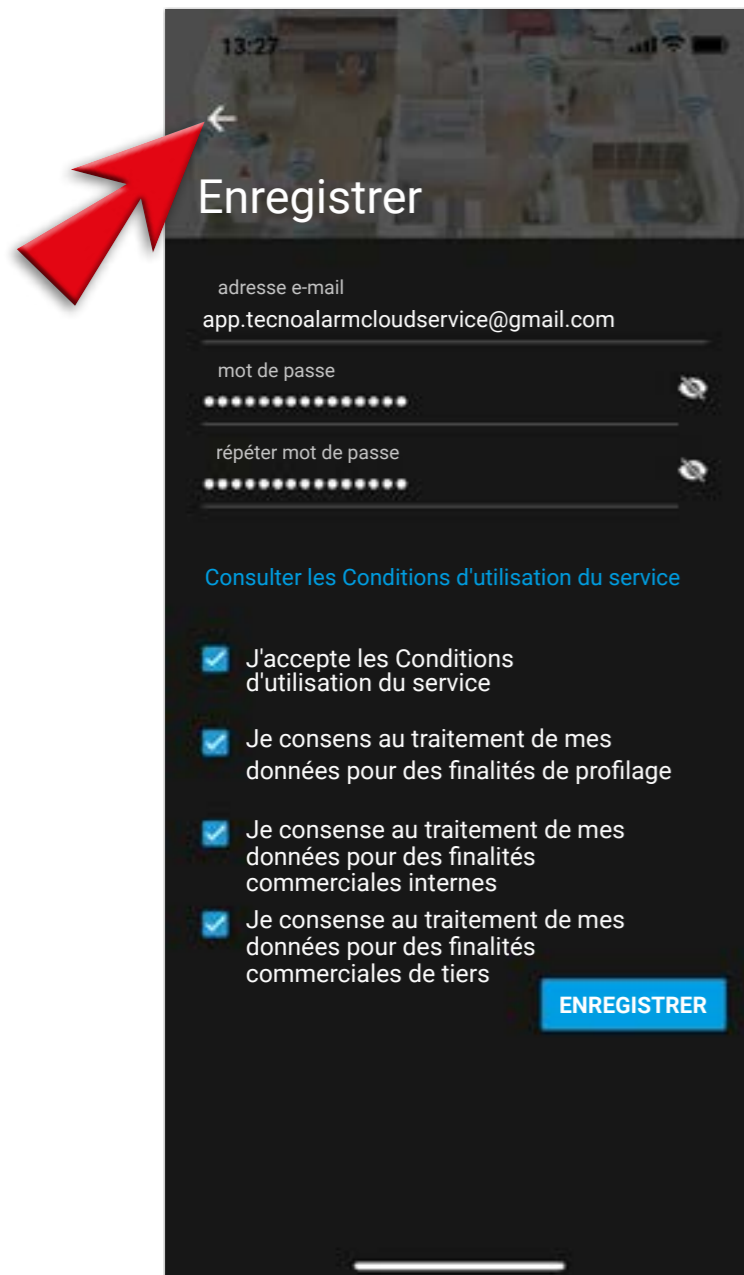 13:27
Enregistrer
adresse e-mail
app.tecnoalarmcloudservice@gmail.com
mot de passe
•••••••••••••••
répéter mot de passe
•••••••••••••••
Consulter les Conditions d'utilisation du service
J'accepte les Conditions
d'utilisation du service
Je consens au traitement de mes
données pour des finalités de profilage
Je consense au traitement de mes
données pour des finalités
commerciales internes
Je consense au traitement de mes
données pour des finalités
commerciales de tiers
ENREGISTRER